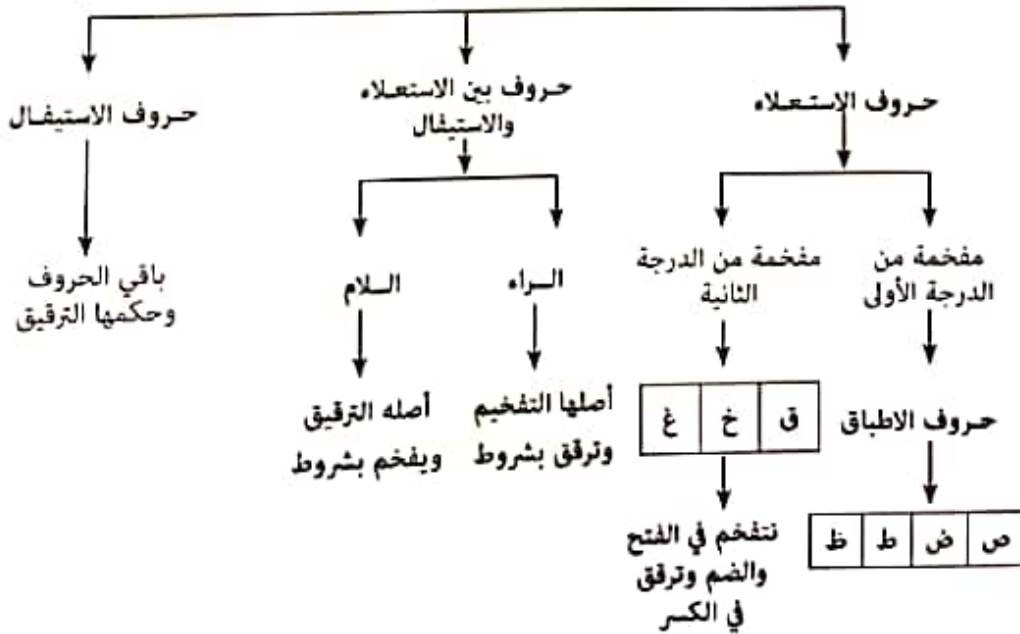 حروف الاستعلاء
حروف بين الاستعلاء
والاستيفال
حروف الاستيفال
مفخمة من
الدرجة الأولى
مفخمة من الدرجة
الثانية
الراء
اللام
باقي الحروف
وحكمها الترقيق
حروف الاطباق
ق خ غ
أصلها التفخيم
وترقق بشروط
أصله الترقيق
ويفخم بشروط
ص ض ط ظ
تتفخم في الفتح
والضم وترقق
في الكسر